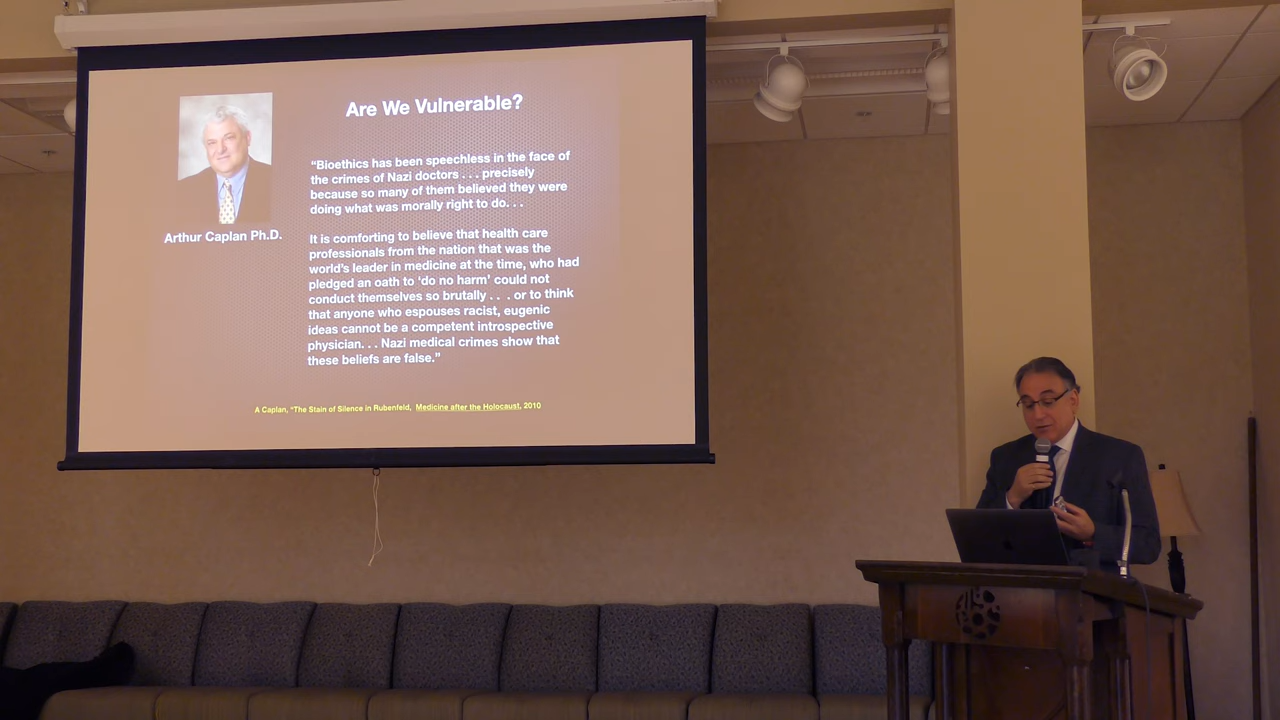 Are We Vulnerable?
“Bioethics has been speechless in the face of
the crimes of Nazi doctors . . . precisely
because so many of them believed they were
doing what was morally right to do. . .
Arthur Caplan Ph.D.
It is comforting to believe that health care
professionals from the nation that was the
world’s leader in medicine at the time, who had
pledged an oath to ‘do no harm’ could not
conduct themselves so brutally . . . or to think
that anyone who espouses racist, eugenic
ideas cannot be a competent introspective
physician. . . Nazi medical crimes show that
these beliefs are false.”
A Caplan, “The Stain of Silence in Rubenfeld, Medicine after the Holocaust, 2010